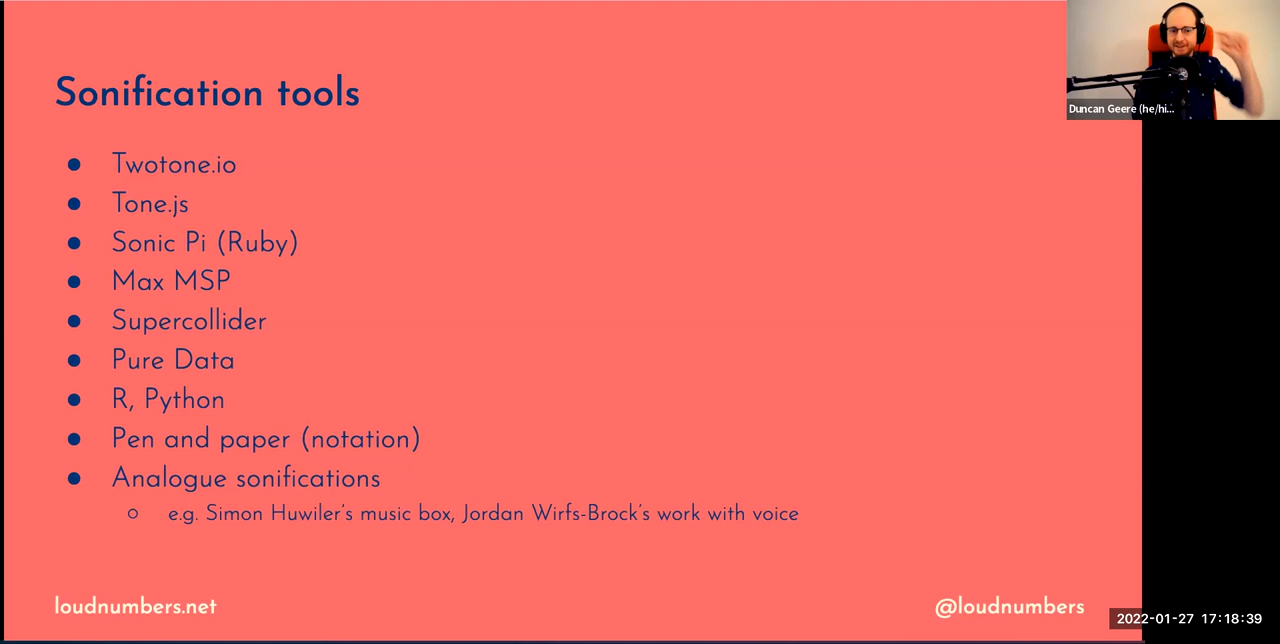 Sonification tools
Duncan Geere (he/hi...
● Twotone.io
● Tone.js
● Sonic Pi (Ruby)
● Max MSP
● Supercollider
● Pure Data
● R, Python
● Pen and paper (notation)
● Analogue sonifications
○ e.g. Simon Huwiler's music box, Jordan Wirfs-Brock's work with voice
loudnumbers.net
@loudnumbers
2022-01-27 17:18:39